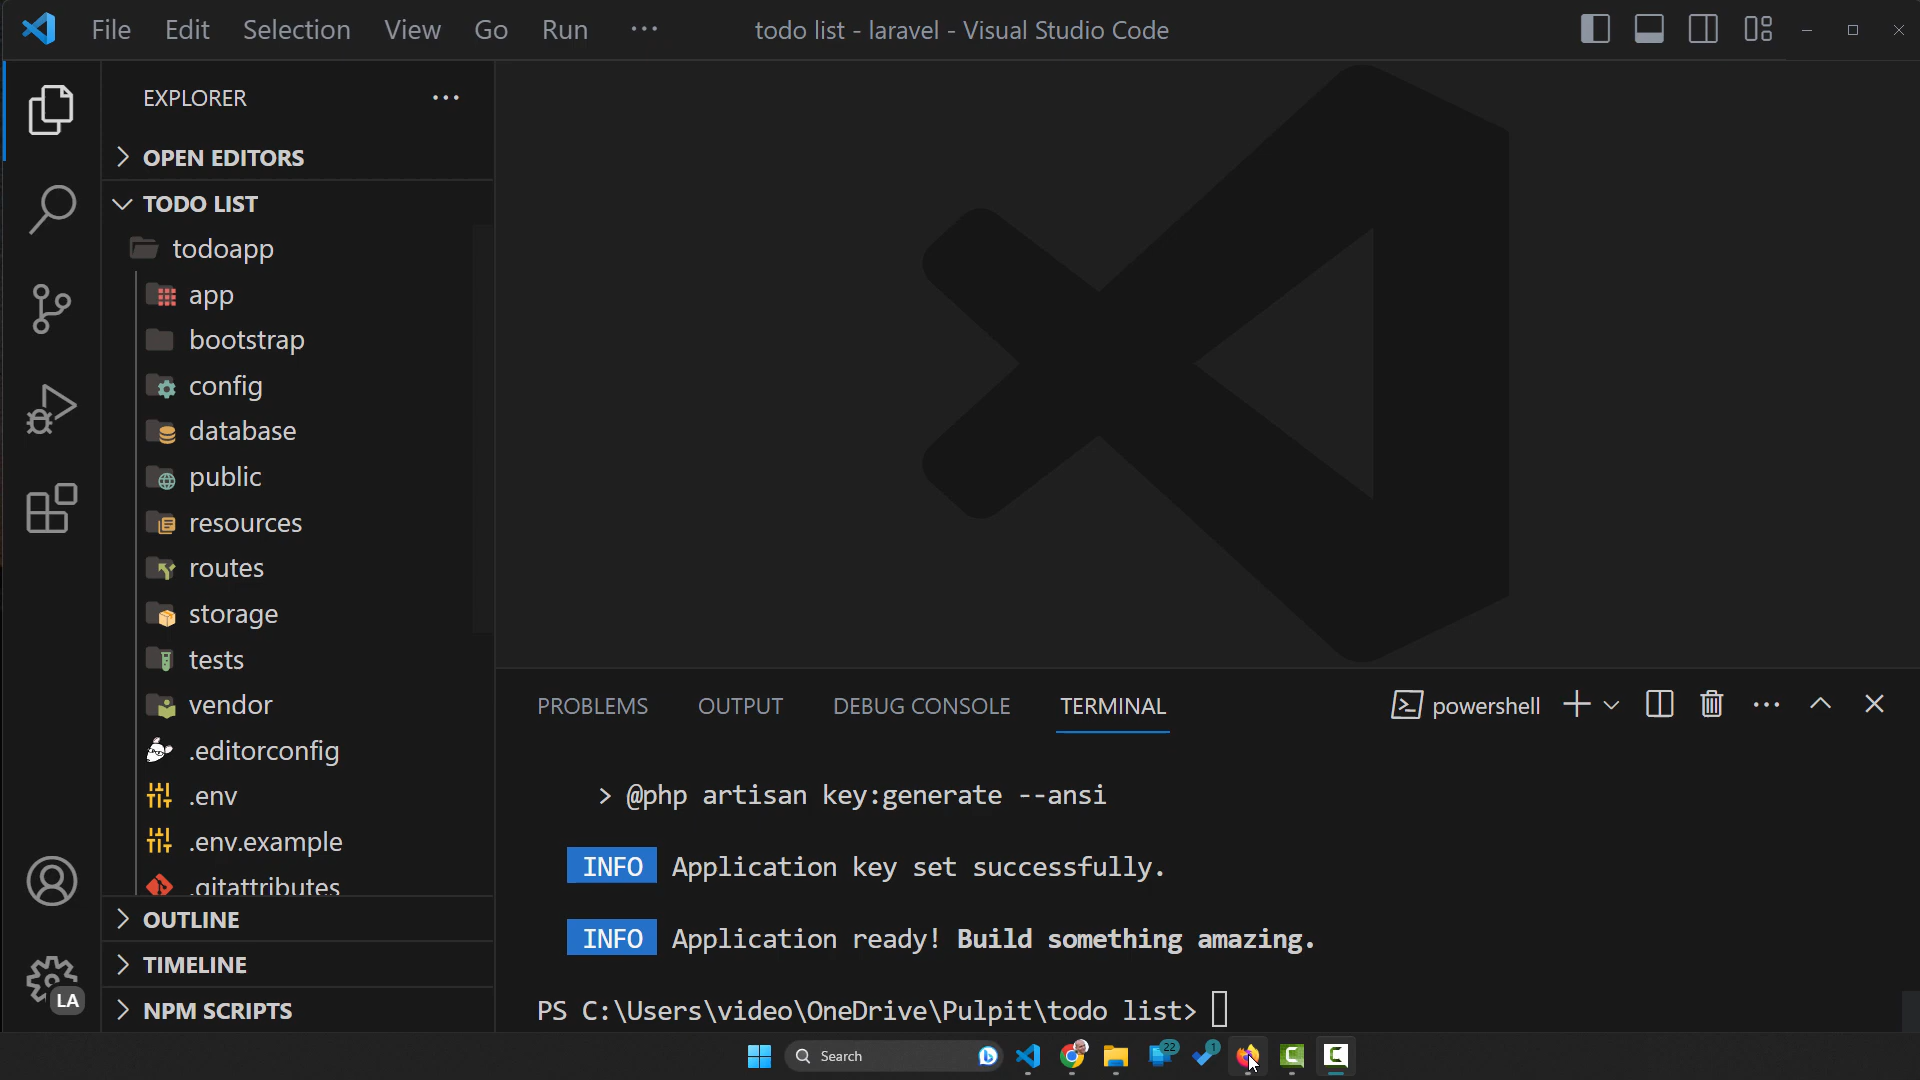 File Edit Selection View Go Run ··· todo list - laravel - Visual Studio Code
EXPLORER ···
OPEN EDITORS
TODO LIST
todoapp
app
bootstrap
config
database
public
resources
routes
storage
tests
vendor
.editorconfig
.env
.env.example
.gitattributes
OUTLINE
TIMELINE
NPM SCRIPTS
LA
PROBLEMS OUTPUT DEBUG CONSOLE TERMINAL powershell
> @php artisan key:generate --ansi
INFO Application key set successfully.
INFO Application ready! Build something amazing.
PS C:\Users\video\OneDrive\Pulpit\todo list>
Search
22
1